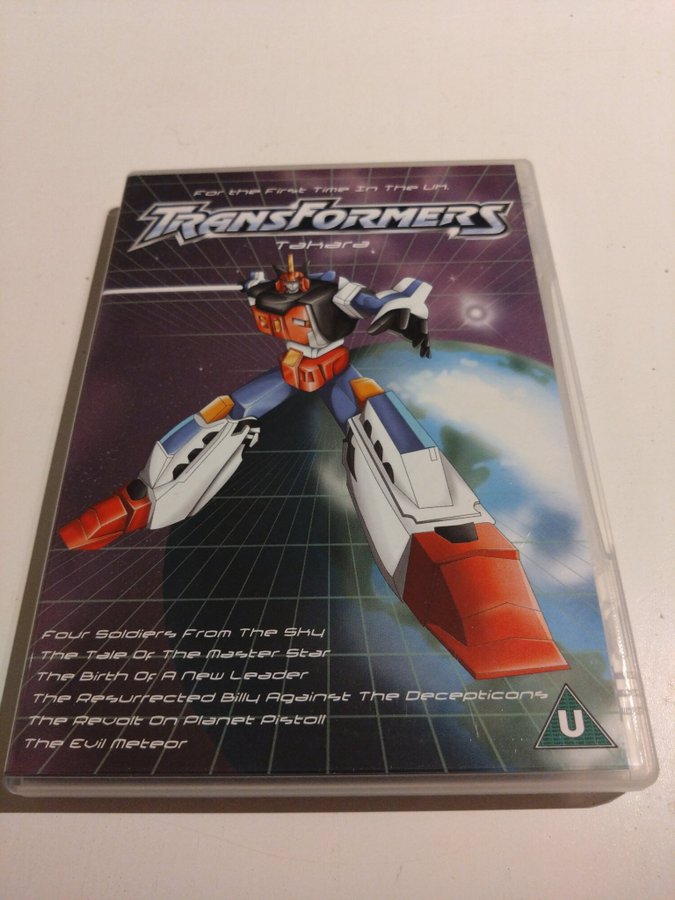 For the First Time In The UK.
TRANSFORMERS
Takara
Four Soldiers From The Sky
The Tale Of The Master Star
The Birth Of A New Leader
The Resurrected Billy Against The Decepticons
The Revolt On Planet Pistoll
The Evil Meteor
U